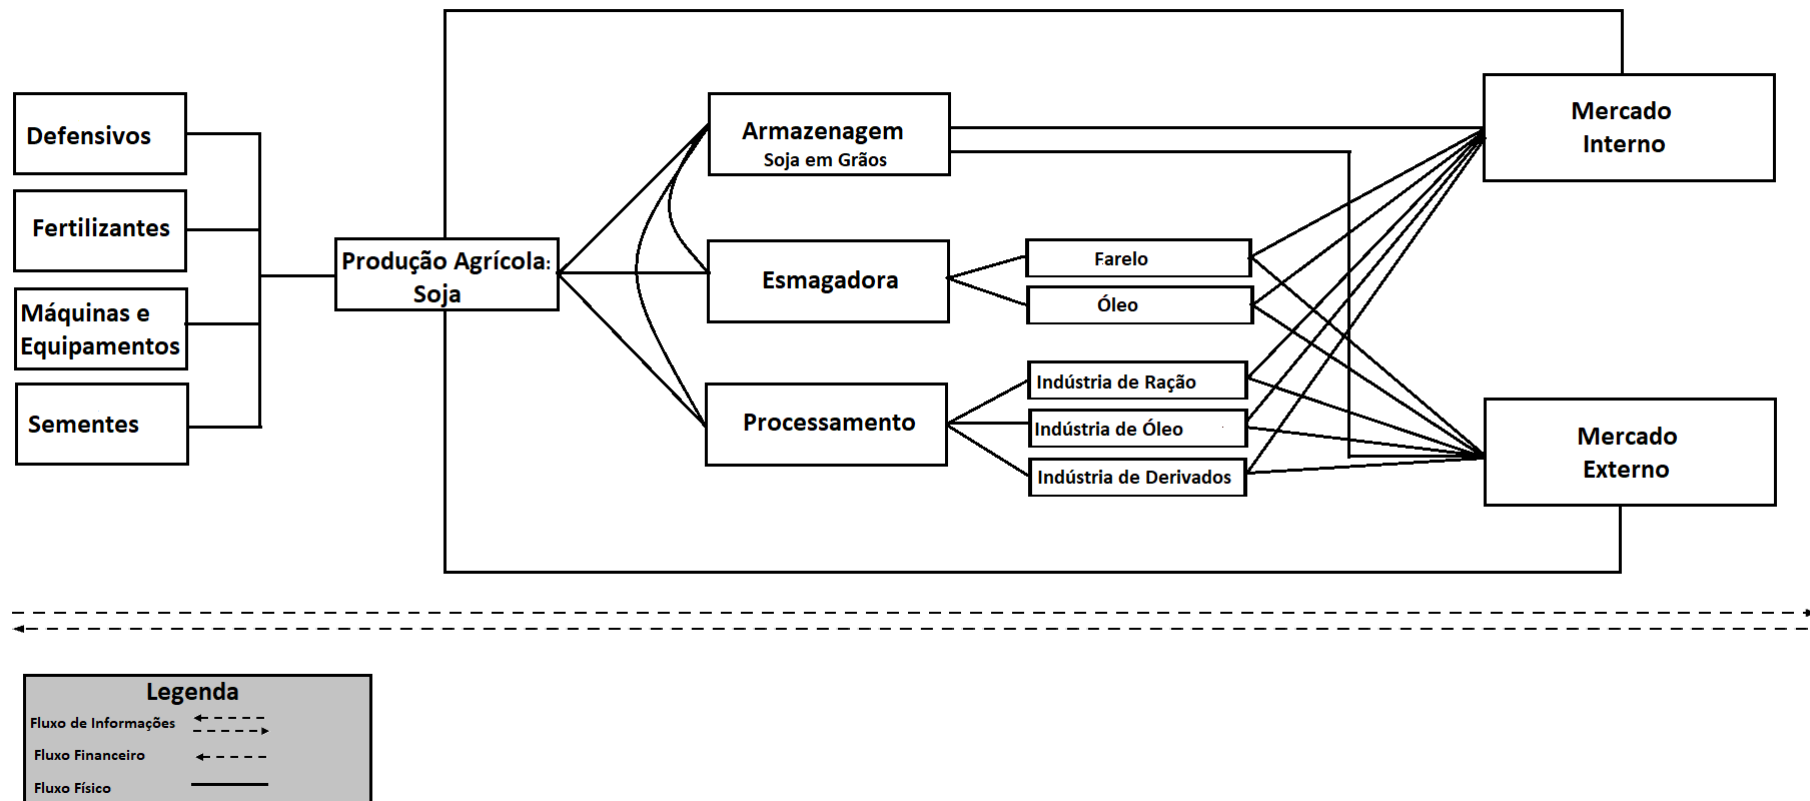 Defensivos
Fertilizantes
Máquinas e
Equipamentos
Sementes
Produção Agrícola:
Soja
Armazenagem
Soja em Grãos
Esmagadora
Processamento
Farelo
Óleo
Indústria de Ração
Indústria de Óleo
Indústria de Derivados
Mercado
Interno
Mercado
Externo
Legenda
Fluxo de Informações
Fluxo Financeiro
Fluxo Físico